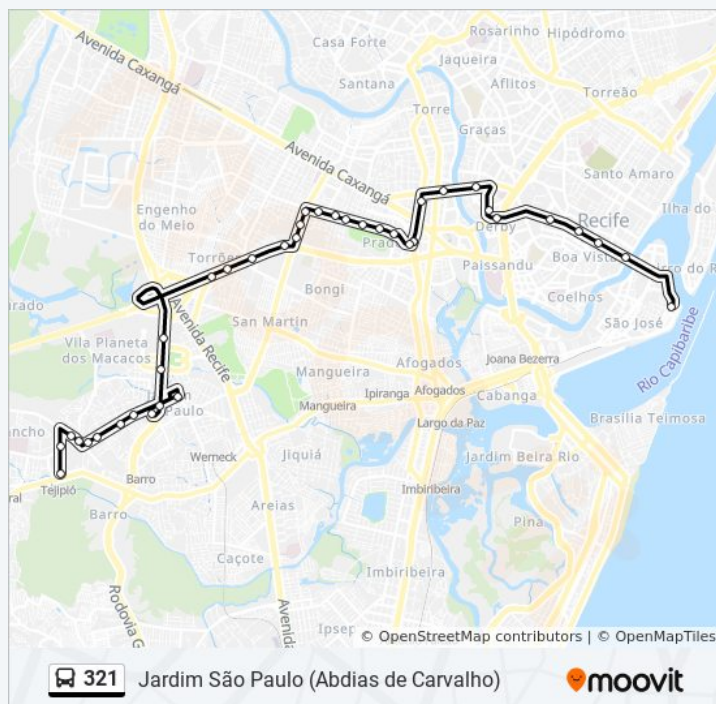 Rosarinho
Hipódromo
Casa Forte
Jaqueira
Avenida Caxangá
Santana
Aflitos
Torreão
Torre
Graças
Avenida Caxangá
Santo Amaro
Engenho
do Meio
Ilha do
Recife
Derby
Prado
Torrões
Boa Vista
Paissandu
Bongi
Coelhos
São José
San Martin
Avenida Recife
Vila Planeta
dos Macacos
Rio Capibaribe
Afogados
Joana Bezerra
Mangueira
Ipiranga
Afogados
Cabanga
Brasília Teimosa
Paulo
Mangueira
Largo da Paz
ancho
Werneck
Jiquiá
Jardim Beira Rio
Barro
Tejipió
Imbiribeira
Areias
Pina
Barro
Caçote
Imbiribeira
Rodovia G
Avenida
Ipsep
© OpenStreetMap contributors | © OpenMapTiles
321 Jardim São Paulo (Abdias de Carvalho)
moovit